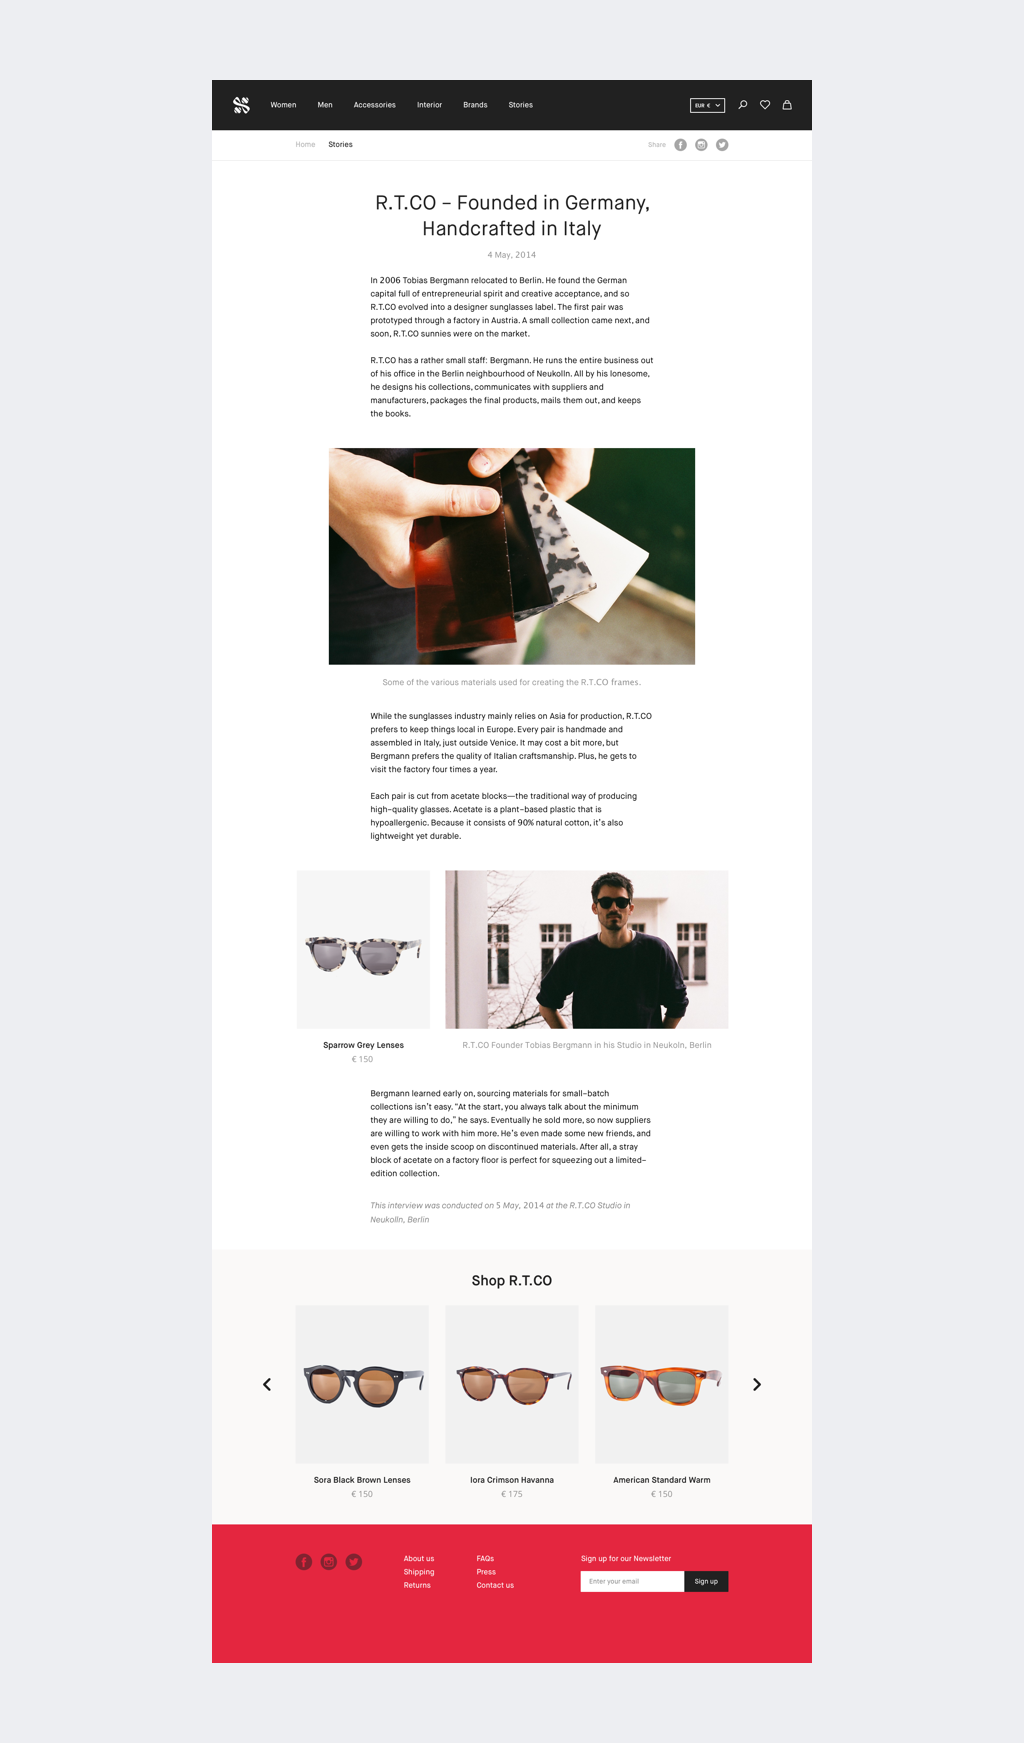 Women Men Accessories Interior Brands Stories EUR €
Home Stories Share
R.T.CO – Founded in Germany,
Handcrafted in Italy
4 May, 2014
In 2006 Tobias Bergmann relocated to Berlin. He found the German
capital full of entrepreneurial spirit and creative acceptance, and so
R.T.CO evolved into a designer sunglasses label. The first pair was
prototyped through a factory in Austria. A small collection came next, and
soon, R.T.CO sunnies were on the market.
R.T.CO has a rather small staff: Bergmann. He runs the entire business out
of his office in the Berlin neighbourhood of Neukolln. All by his lonesome,
he designs his collections, communicates with suppliers and
manufacturers, packages the final products, mails them out, and keeps
the books.
Some of the various materials used for creating the R.T.CO frames.
While the sunglasses industry mainly relies on Asia for production, R.T.CO
prefers to keep things local in Europe. Every pair is handmade and
assembled in Italy, just outside Venice. It may cost a bit more, but
Bergmann prefers the quality of Italian craftsmanship. Plus, he gets to
visit the factory four times a year.
Each pair is cut from acetate blocks—the traditional way of producing
high–quality glasses. Acetate is a plant–based plastic that is
hypoallergenic. Because it consists of 90% natural cotton, it's also
lightweight yet durable.
Sparrow Grey Lenses
€ 150
R.T.CO Founder Tobias Bergmann in his Studio in Neukoln, Berlin
Bergmann learned early on, sourcing materials for small–batch
collections isn't easy. "At the start, you always talk about the minimum
they are willing to do," he says. Eventually he sold more, so now suppliers
are willing to work with him more. He's even made some new friends, and
even gets the inside scoop on discontinued materials. After all, a stray
block of acetate on a factory floor is perfect for squeezing out a limited–
edition collection.
This interview was conducted on 5 May, 2014 at the R.T.CO Studio in
Neukolln, Berlin
Shop R.T.CO
Sora Black Brown Lenses
€ 150
Iora Crimson Havanna
€ 175
American Standard Warm
€ 150
About us
Shipping
Returns
FAQs
Press
Contact us
Sign up for our Newsletter
Enter your email Sign up